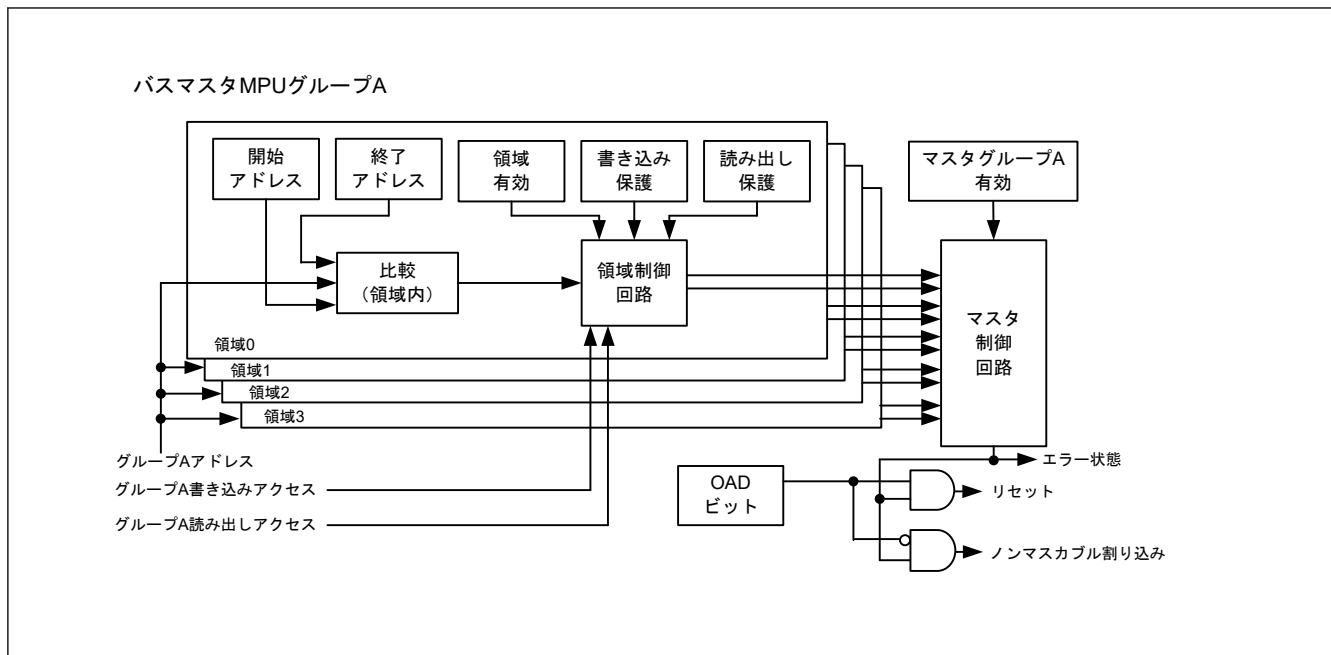 バスマスタMPUグループA
開始
アドレス
終了
アドレス
領域
有効
書き込み
保護
読み出し
保護
マスタグループA
有効
比較
（領域内）
領域制御
回路
マスタ
制御
回路
領域0
領域1
領域2
領域3
グループAアドレス
グループA書き込みアクセス
グループA読み出しアクセス
OAD
ビット
エラー状態
リセット
ノンマスカブル割り込み